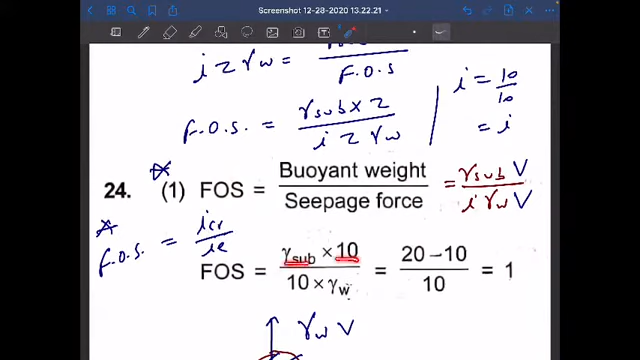 Screenshot 12-28-2020 13.22.21
i z γw = / F.O.S
F.O.S. = γsub × z / i z γw
i = 10/10
= i
24. (1) FOS = Buoyant weight / Seepage force = γsub V / i γw V
F.O.S. = icr / ie
FOS = γsub × 10 / 10 × γw = 20 – 10 / 10 = 1
γw V